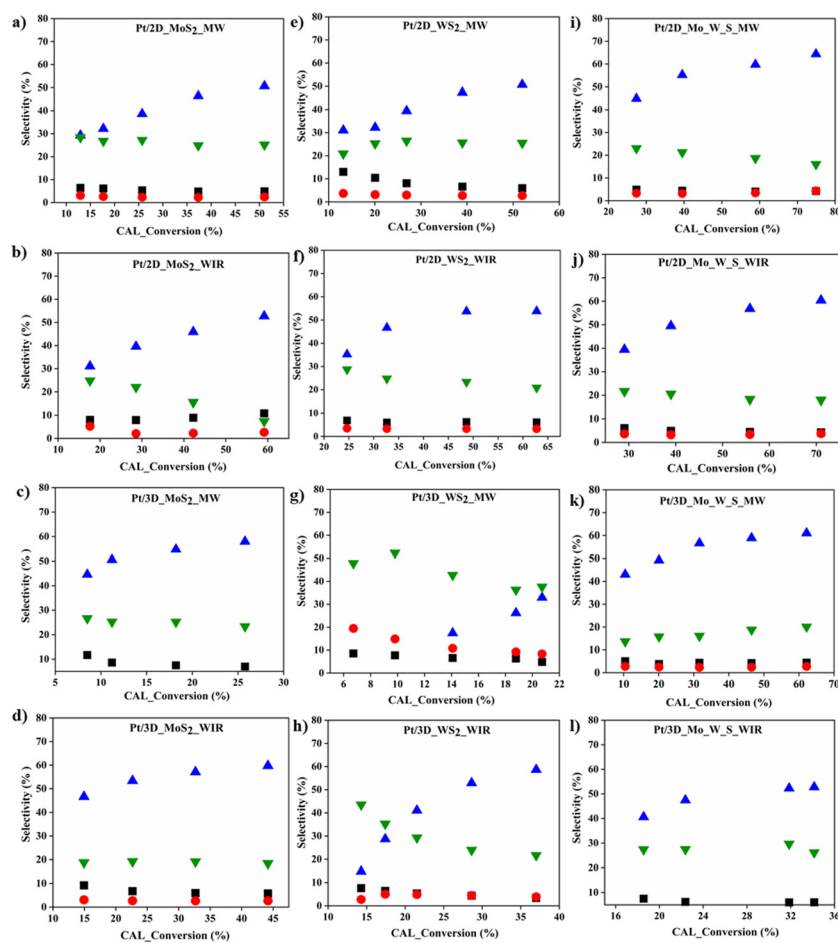 a)
Pt/2D_MoS2_MW
Selectivity (%)
80
70
60
50
40
30
20
10
0
10 15 20 25 30 35 40 45 50 55
CAL_Conversion (%)
e)
Pt/2D_WS2_MW
Selectivity (%)
80
70
60
50
40
30
20
10
0
10 20 30 40 50 60
CAL_Conversion (%)
i)
Pt/2D_Mo_W_S_MW
Selectivity (%)
80
70
60
50
40
30
20
10
0
20 30 40 50 60 70 80
CAL_Conversion (%)
b)
Pt/2D_MoS2_WIR
Selectivity (%)
80
70
60
50
40
30
20
10
0
10 20 30 40 50 60
CAL_Conversion (%)
f)
Pt/2D_WS2_WIR
Selectivity (%)
80
70
60
50
40
30
20
10
0
20 25 30 35 40 45 50 55 60 65
CAL_Conversion (%)
j)
Pt/2D_Mo_W_S_WIR
Selectivity (%)
80
70
60
50
40
30
20
10
0
30 40 50 60 70
CAL_Conversion (%)
c)
Pt/3D_MoS2_MW
Selectivity (%)
80
70
60
50
40
30
20
10
5 10 15 20 25 30
CAL_Conversion (%)
g)
Pt/3D_WS2_MW
Selectivity (%)
80
70
60
50
40
30
20
10
0
6 8 10 12 14 16 18 20 22
CAL_Conversion (%)
k)
Pt/3D_Mo_W_S_MW
Selectivity (%)
80
70
60
50
40
30
20
10
0
10 20 30 40 50 60 70
CAL_Conversion (%)
d)
Pt/3D_MoS2_WIR
Selectivity (%)
80
70
60
50
40
30
20
10
0
15 20 25 30 35 40 45
CAL_Conversion (%)
h)
Pt/3D_WS2_WIR
Selectivity (%)
80
70
60
50
40
30
20
10
0
15 20 25 30 35 40
CAL_Conversion (%)
l)
Pt/3D_Mo_W_S_WIR
Selectivity (%)
80
70
60
50
40
30
20
10
16 20 24 28 32 36
CAL_Conversion (%)